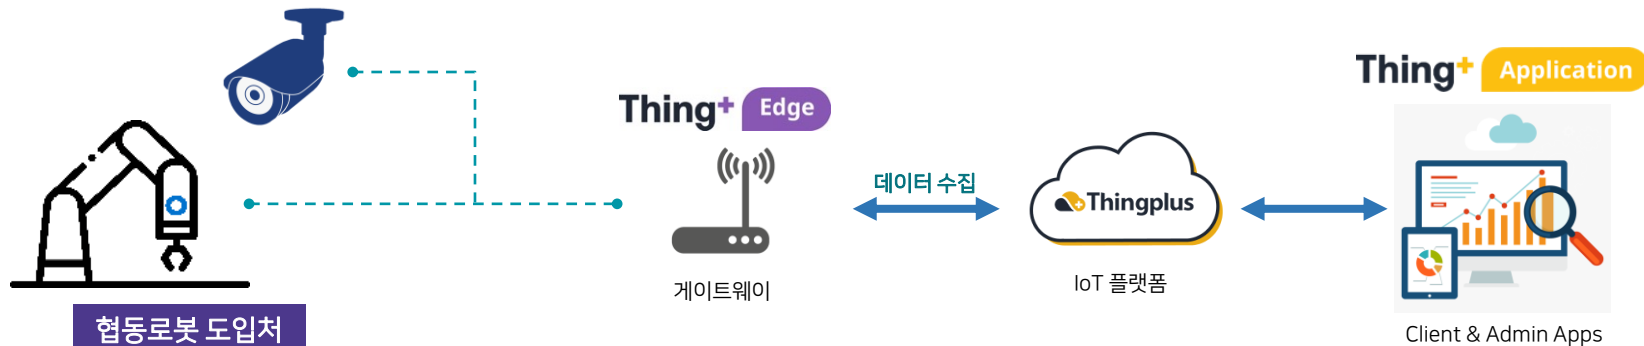 협동로봇 도입처
Thing+ Edge
게이트웨이
데이터 수집
Thingplus
IoT 플랫폼
Thing+ Application
Client & Admin Apps